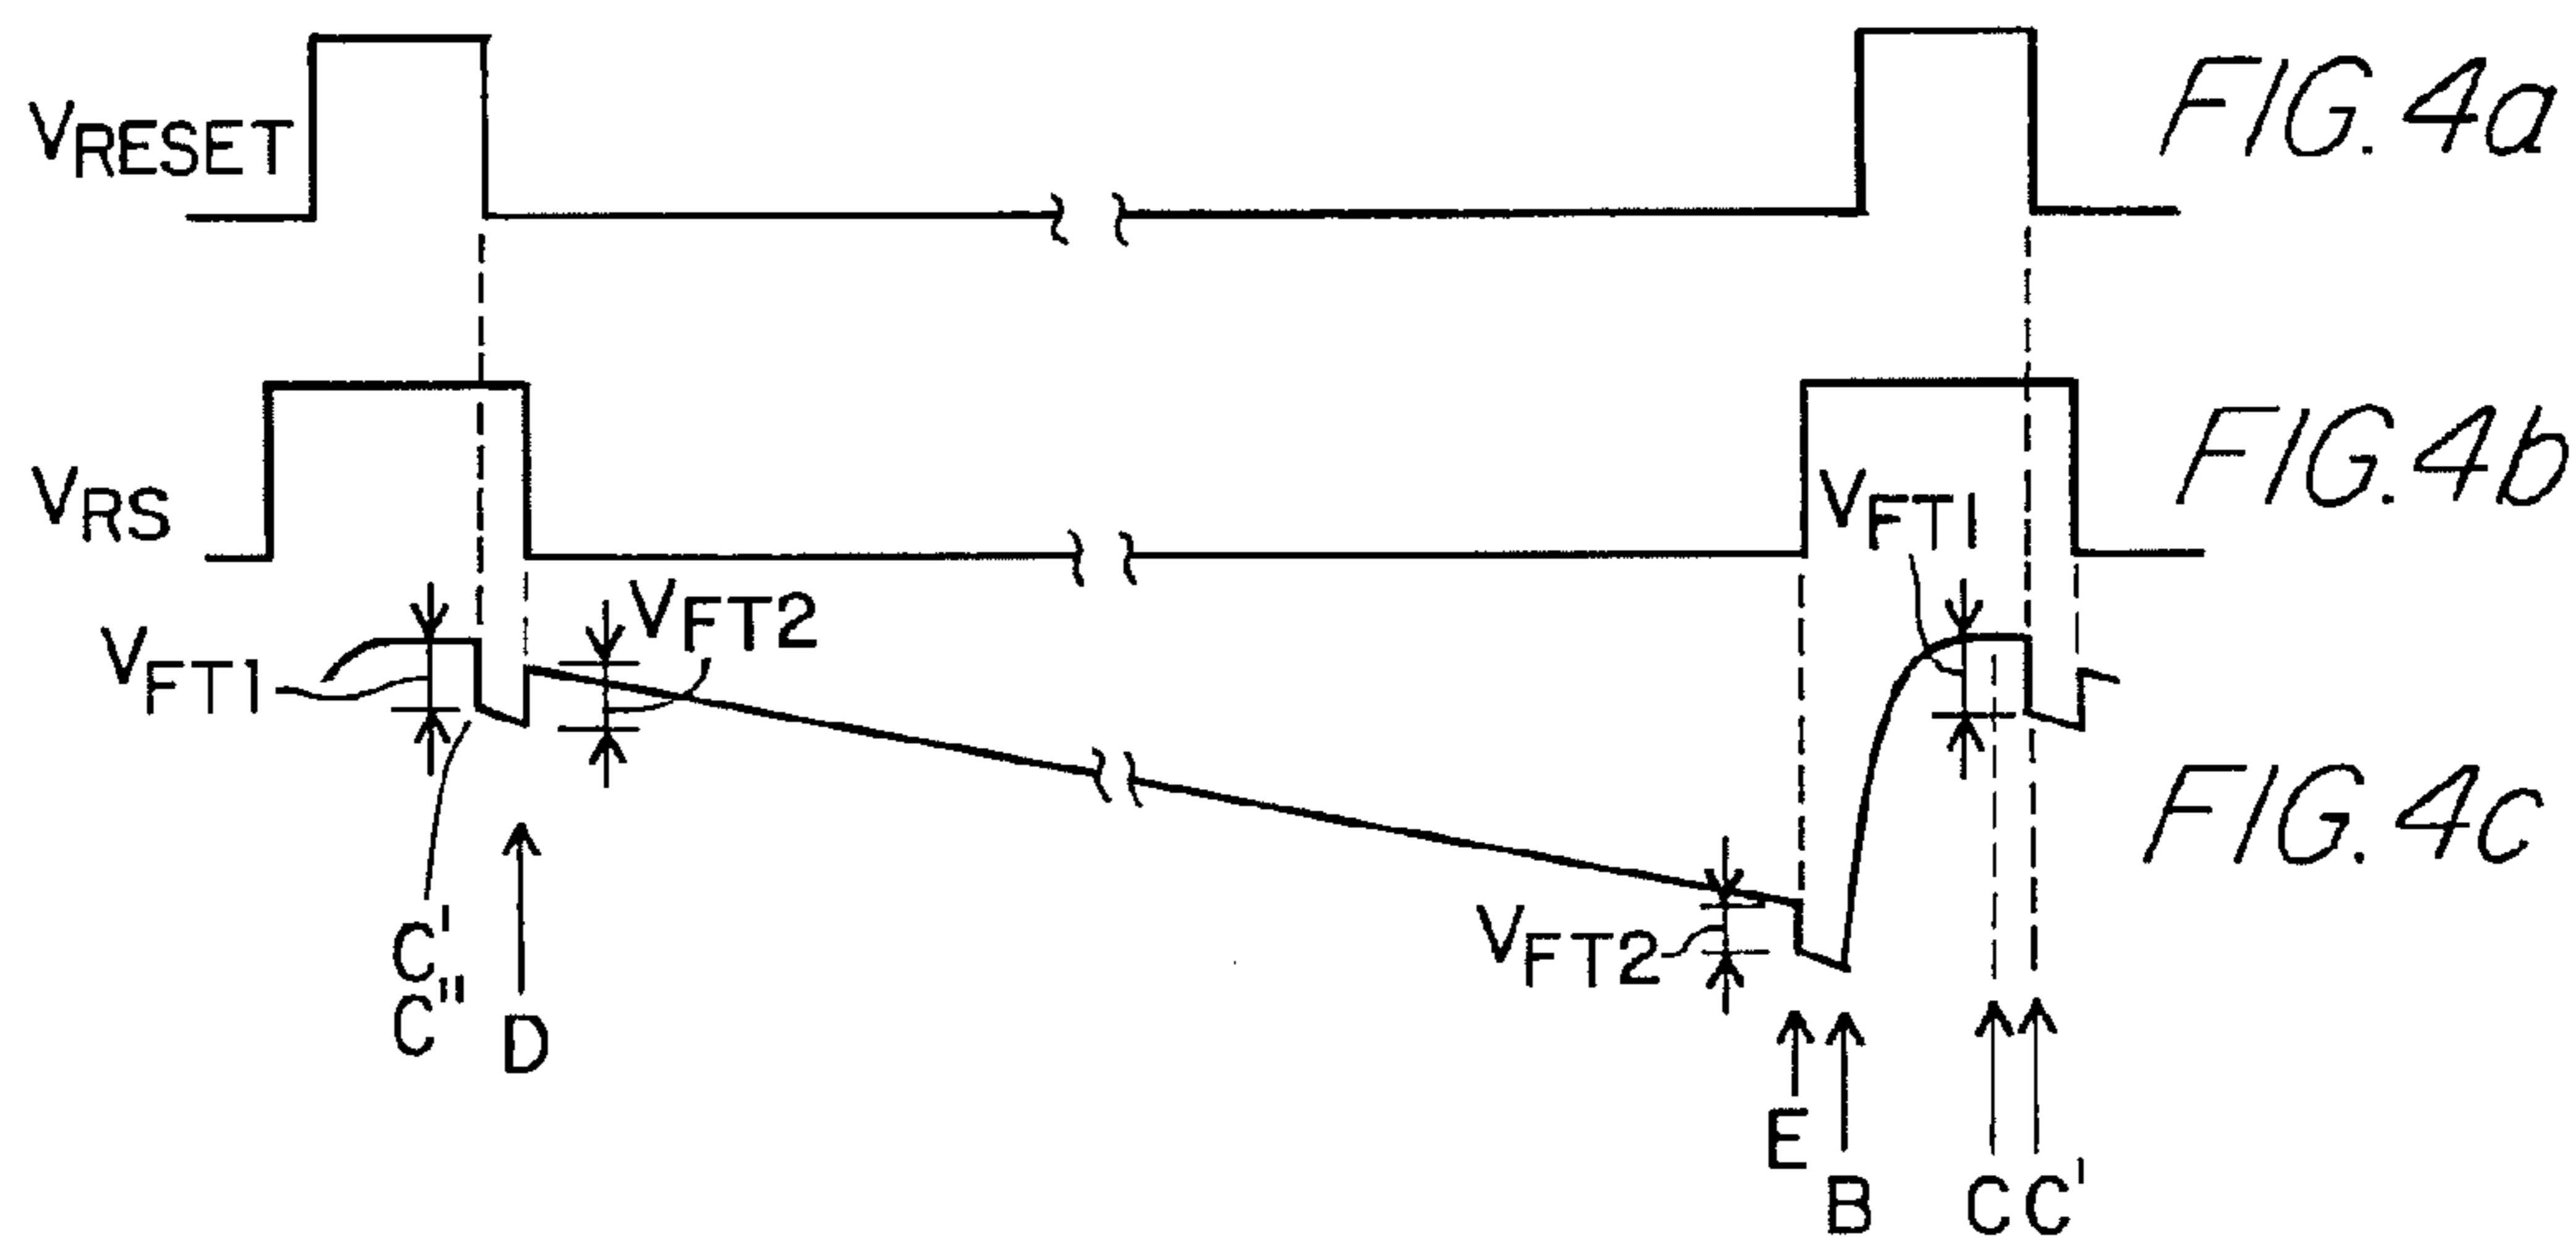 VRESET
FIG. 4a
VRS
VFT1
FIG. 4b
VFT1
VFT2
FIG. 4c
VFT2
C'
C"
D
E
B
C C'